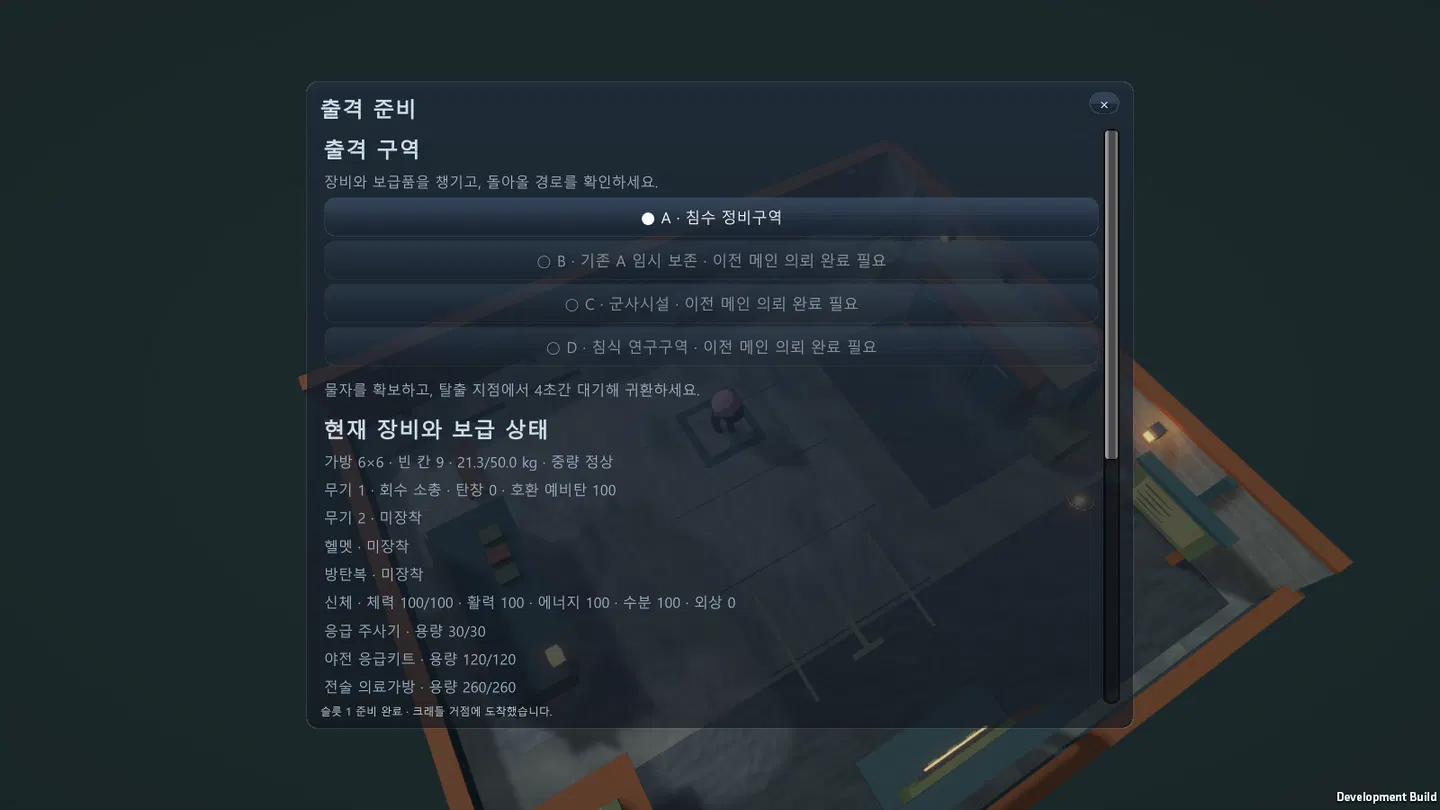 출격 준비
×
출격 구역
장비와 보급품을 챙기고, 돌아올 경로를 확인하세요.
● A · 침수 정비구역
○ B · 기존 A 임시 보존 · 이전 메인 의뢰 완료 필요
○ C · 군사시설 · 이전 메인 의뢰 완료 필요
○ D · 침식 연구구역 · 이전 메인 의뢰 완료 필요
물자를 확보하고, 탈출 지점에서 4초간 대기해 귀환하세요.
현재 장비와 보급 상태
가방 6×6 · 빈 칸 9 · 21.3/50.0 kg · 중량 정상
무기 1 · 회수 소총 · 탄창 0 · 호환 예비탄 100
무기 2 · 미장착
헬멧 · 미장착
방탄복 · 미장착
신체 · 체력 100/100 · 활력 100 · 에너지 100 · 수분 100 · 외상 0
응급 주사기 · 용량 30/30
야전 응급키트 · 용량 120/120
전술 의료가방 · 용량 260/260
슬롯 1 준비 완료 · 크래들 거점에 도착했습니다.
Development Build